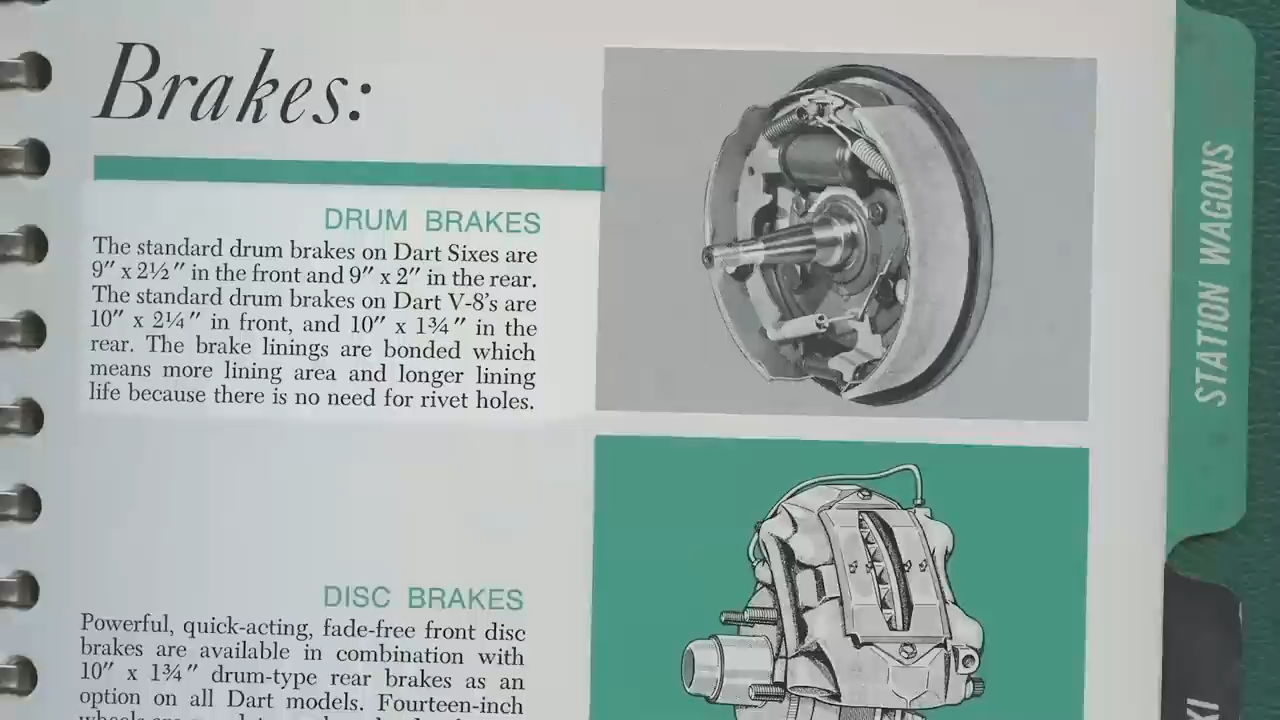 Brakes:
DRUM BRAKES
The standard drum brakes on Dart Sixes are
9″ x 2½″ in the front and 9″ x 2″ in the rear.
The standard drum brakes on Dart V-8's are
10″ x 2¼″ in front, and 10″ x 1¾″ in the
rear. The brake linings are bonded which
means more lining area and longer lining
life because there is no need for rivet holes.
DISC BRAKES
Powerful, quick-acting, fade-free front disc
brakes are available in combination with
10″ x 1¾″ drum-type rear brakes as an
option on all Dart models. Fourteen-inch
STATION WAGONS